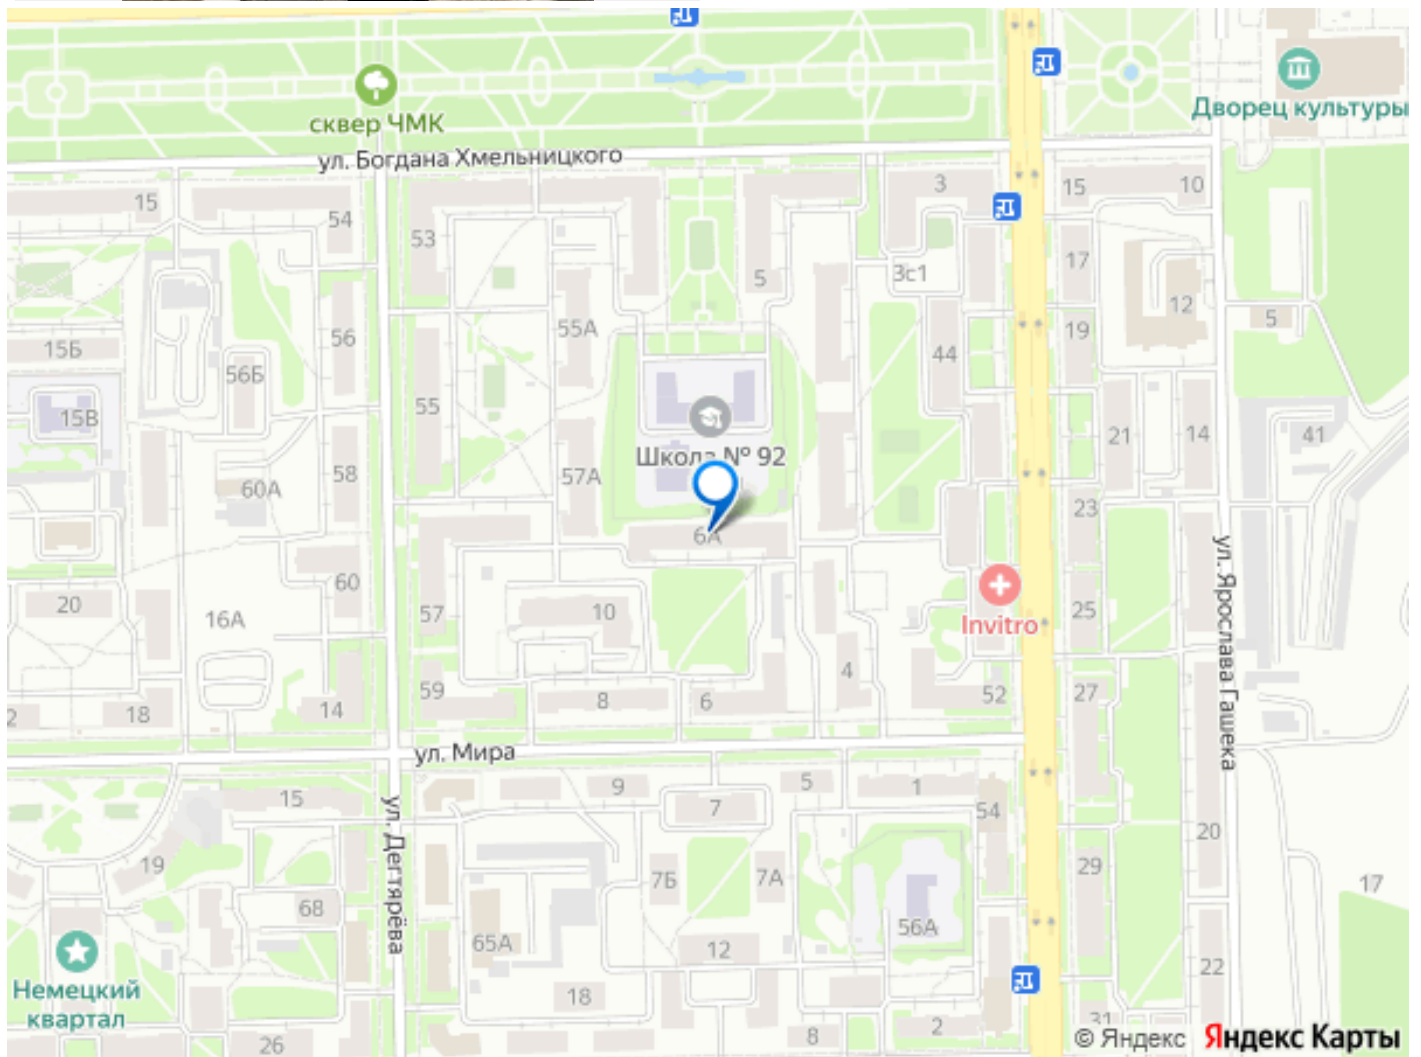 Дворец культуры
сквер ЧМК
ул. Богдана Хмельницкого
15
54
53
5
3
15
10
3с1
17
12
5
55А
56
15Б
56Б
44
19
15В
55
21
14
41
Школа № 92
58
57А
60А
23
6А
60
20
16А
57
10
Invitro
25
ул. Ярослава Гашека
59
4
8
6
52
27
2
18
14
ул. Мира
15
9
7
5
1
54
ул. Дегтярёва
20
19
7Б
7А
29
17
68
65А
12
56А
22
Немецкий
квартал
18
26
8
2
31
© Яндекс Яндекс Карты